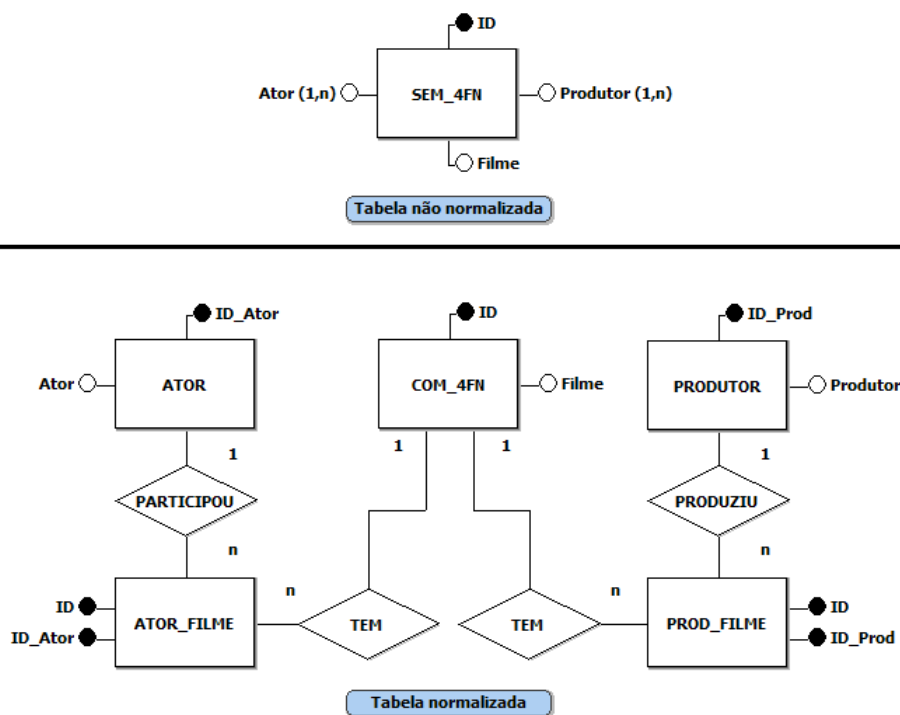 ID
Ator (1,n)
SEM_4FN
Produtor (1,n)
Filme
Tabela não normalizada
ID_Ator
ID
ID_Prod
Ator
ATOR
COM_4FN
Filme
PRODUTOR
Produtor
1
1
1
1
PARTICIPOU
PRODUZIU
n
n
n
n
ID
ID_Ator
ATOR_FILME
TEM
TEM
PROD_FILME
ID
ID_Prod
Tabela normalizada